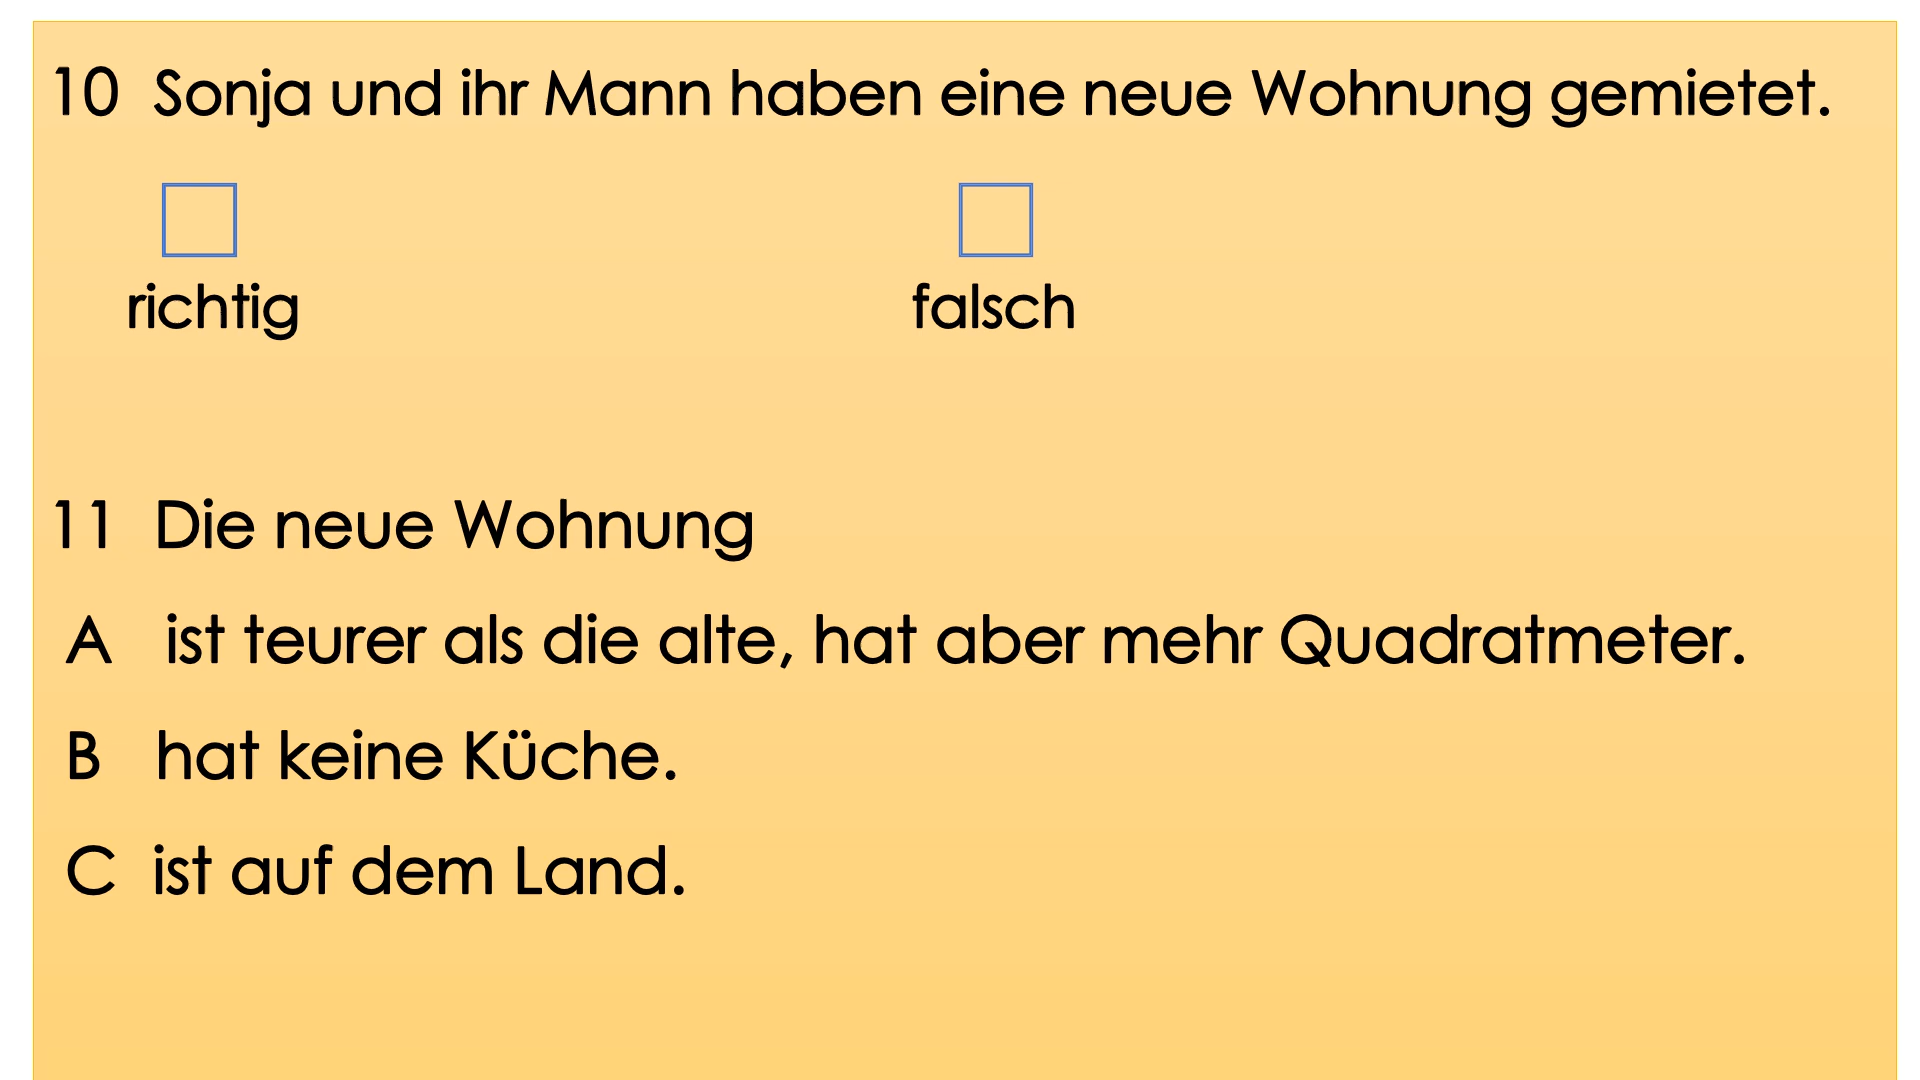 10 Sonja und ihr Mann haben eine neue Wohnung gemietet.
richtig falsch
11 Die neue Wohnung
A ist teurer als die alte, hat aber mehr Quadratmeter.
B hat keine Küche.
C ist auf dem Land.